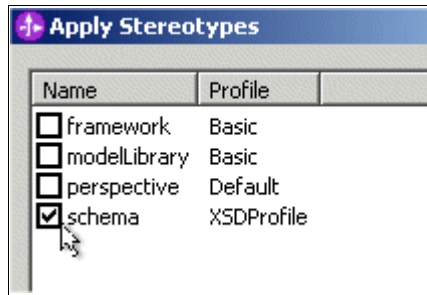 Apply Stereotypes
Name Profile
framework Basic
modelLibrary Basic
perspective Default
schema XSDProfile